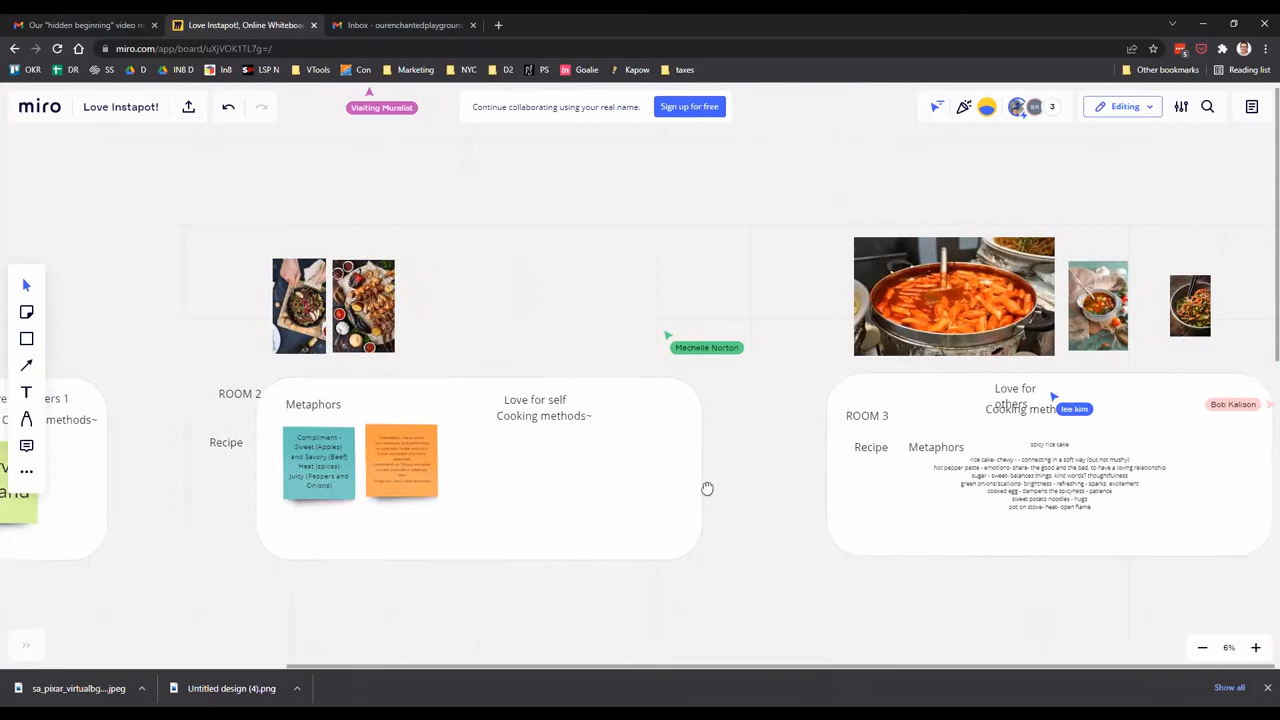 Our "hidden beginning" video re
Love Instapot!, Online Whiteboa
Inbox - ourenchantedplaygroun
miro.com/app/board/uXjVOK1TL7g=/
OKR
DR
SS
D
IN8 D
In8
LSP N
VTools
Con
Marketing
NYC
D2
PS
Goalie
Kapow
taxes
Other bookmarks
Reading list
miro
Love Instapot!
Visiting Muralist
Continue collaborating using your real name.
Sign up for free
3
Editing
Mechelle Norton
ROOM 2
Recipe
Metaphors
Love for self
Cooking methods~
Compliment -
Sweet (Apples)
and Savory (Beef)
Heat (spices)
Juicy (Peppers and
Onions)
ers 1
methods~
and
Love for
others
Cooking meth
lee kim
Bob Kalison
ROOM 3
Recipe
Metaphors
spicy rice cake
rice cake- chewy - - connecting in a soft way (but not mushy)
hot pepper paste - emotions- share- the good and the bad. to have a loving relationship
sugar - sweet- balances things. kind words? thoughtfulness
green onions/scallions- brightness - refreshing - sparks, excitement
cooked egg - dampens the spicyness - patience
sweet potato noodles - hugs
pot on stove- heat- open flame
6%
sa_pixar_virtualbg....jpeg
Untitled design (4).png
Show all